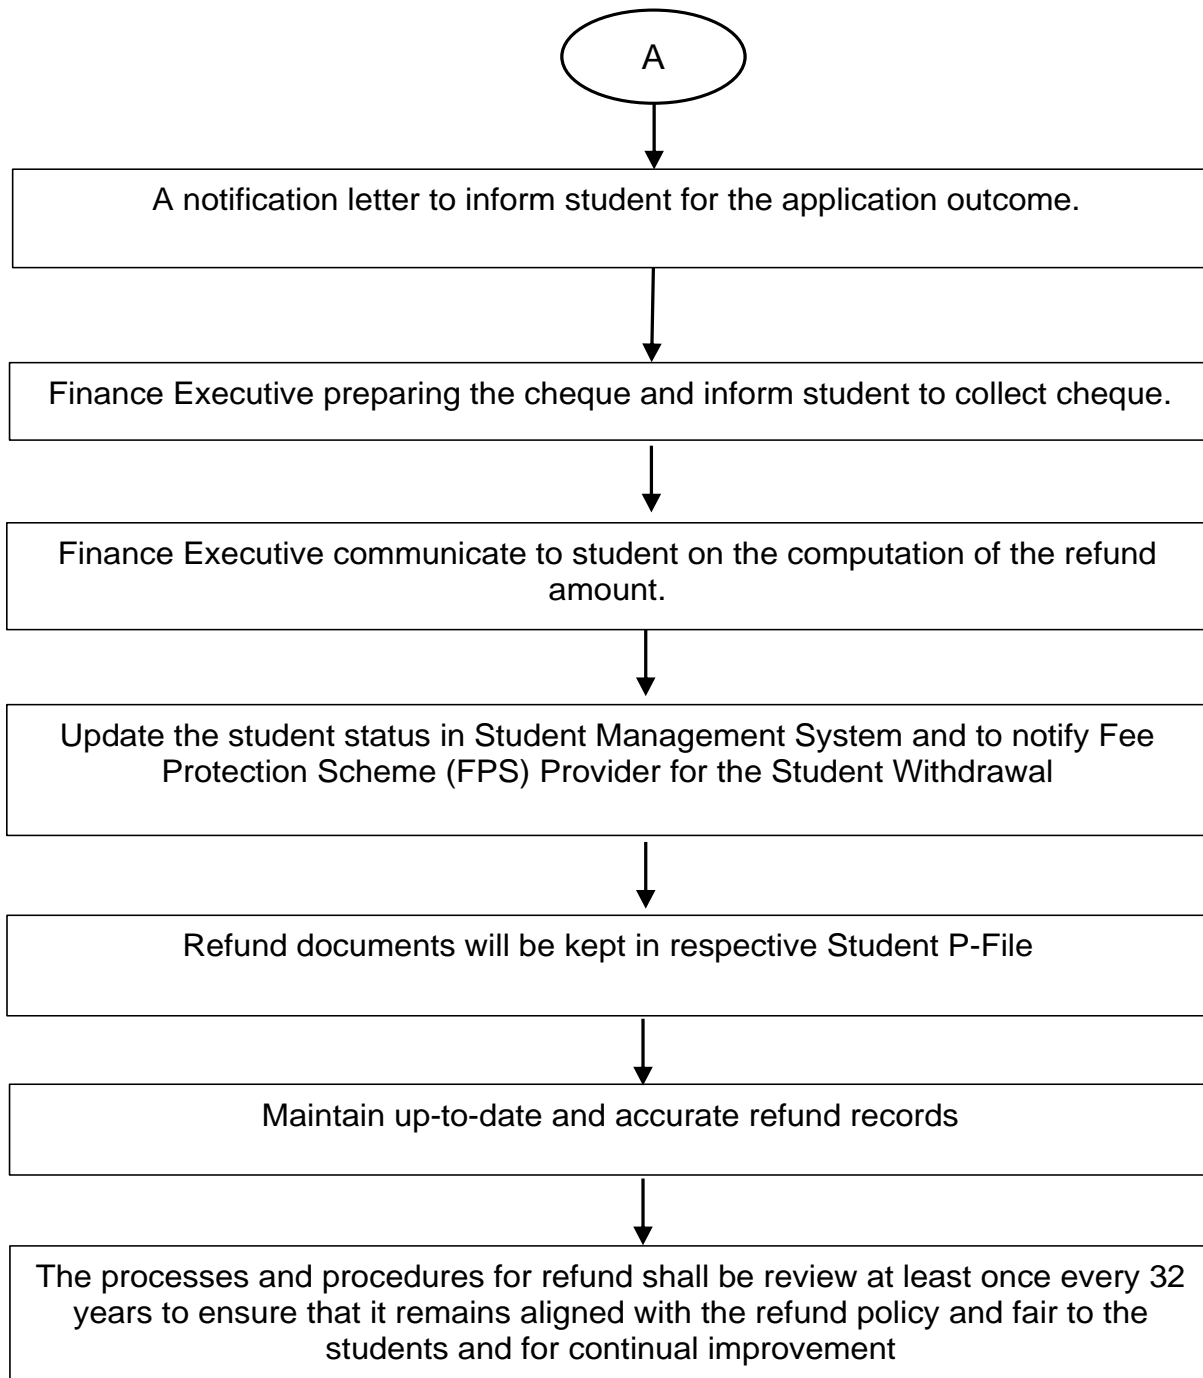 A
A notification letter to inform student for the application outcome.
Finance Executive preparing the cheque and inform student to collect cheque.
Finance Executive communicate to student on the computation of the refund
amount.
Update the student status in Student Management System and to notify Fee
Protection Scheme (FPS) Provider for the Student Withdrawal
Refund documents will be kept in respective Student P-File
Maintain up-to-date and accurate refund records
The processes and procedures for refund shall be review at least once every 32
years to ensure that it remains aligned with the refund policy and fair to the
students and for continual improvement